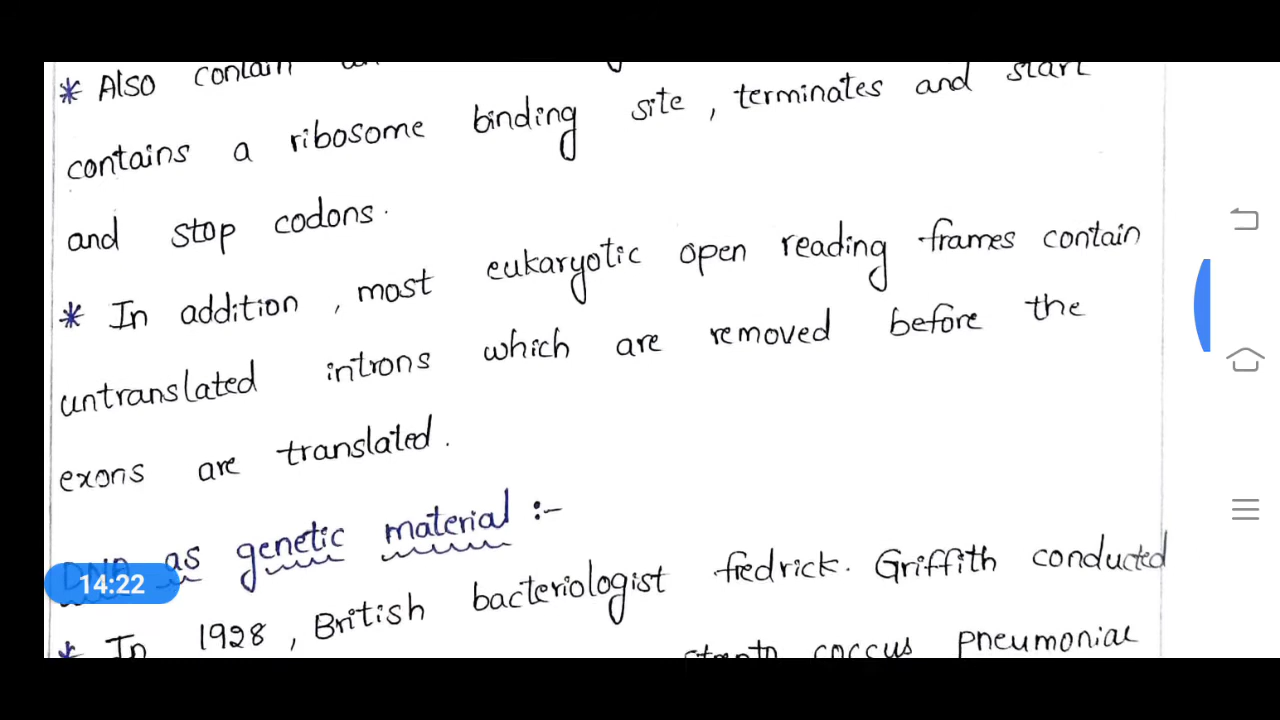 * Also contain
contains a ribosome binding site, terminates and start
and stop codons.
* In addition, most eukaryotic open reading frames contain
untranslated introns which are removed before the
exons are translated.
DNA as genetic material :-
14:22
* In 1928, British bacteriologist fredrick. Griffith conducted
coccus pneumoniae